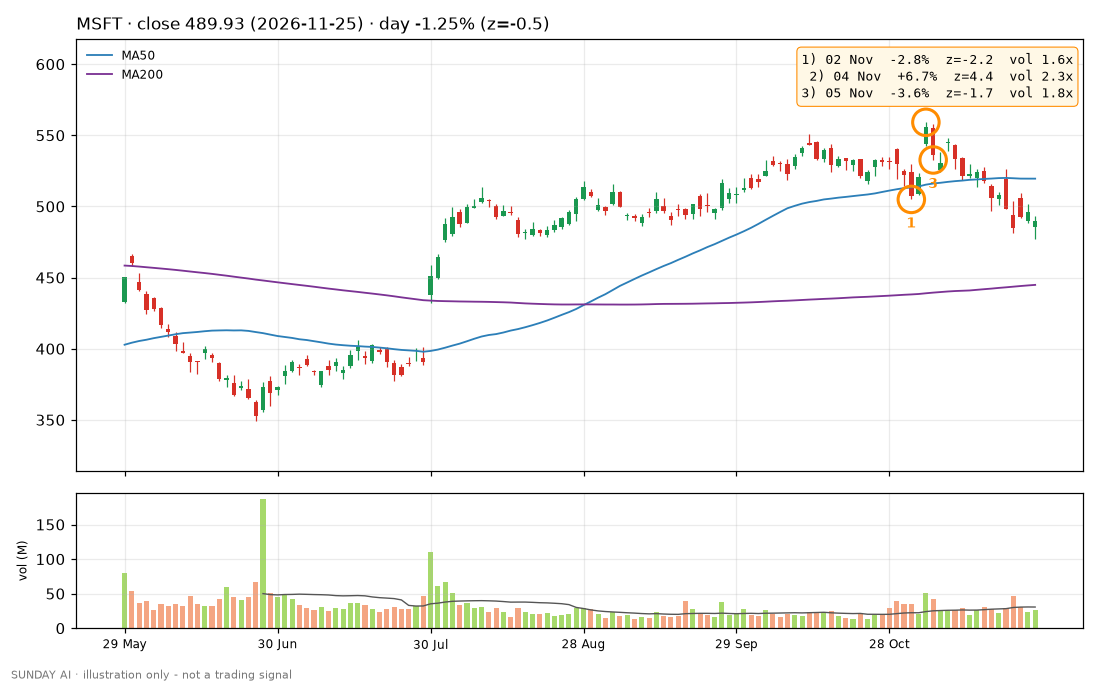 MSFT · close 489.93 (2026-11-25) · day -1.25% (z=-0.5)
MA50
MA200
1) 02 Nov  -2.8%  z=-2.2  vol 1.6x
2) 04 Nov  +6.7%  z=4.4  vol 2.3x
3) 05 Nov  -3.6%  z=-1.7  vol 1.8x
600
550
500
450
400
350
3
1
vol (M)
150
100
50
0
29 May
30 Jun
30 Jul
28 Aug
29 Sep
28 Oct
SUNDAY AI · illustration only - not a trading signal